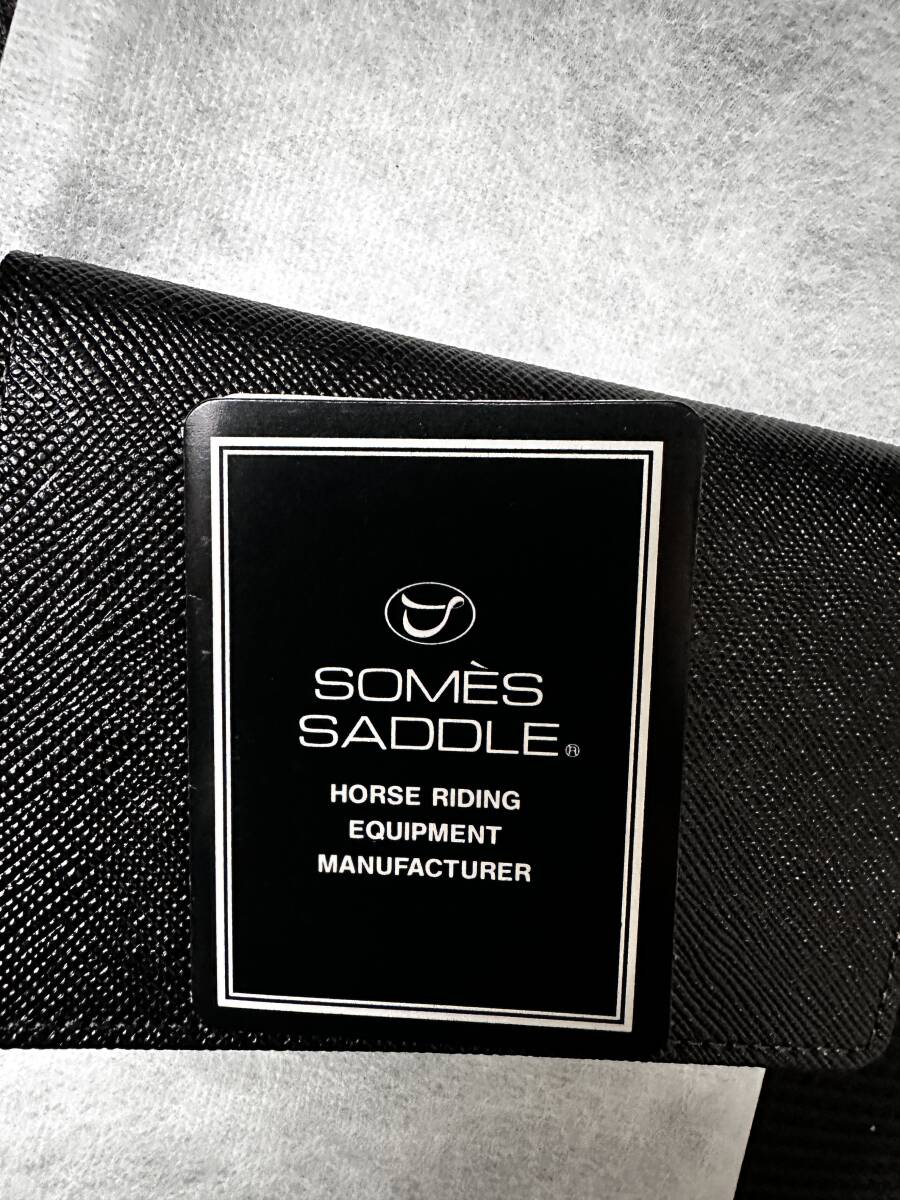 SOMÈS
SADDLE®
HORSE RIDING
EQUIPMENT
MANUFACTURER